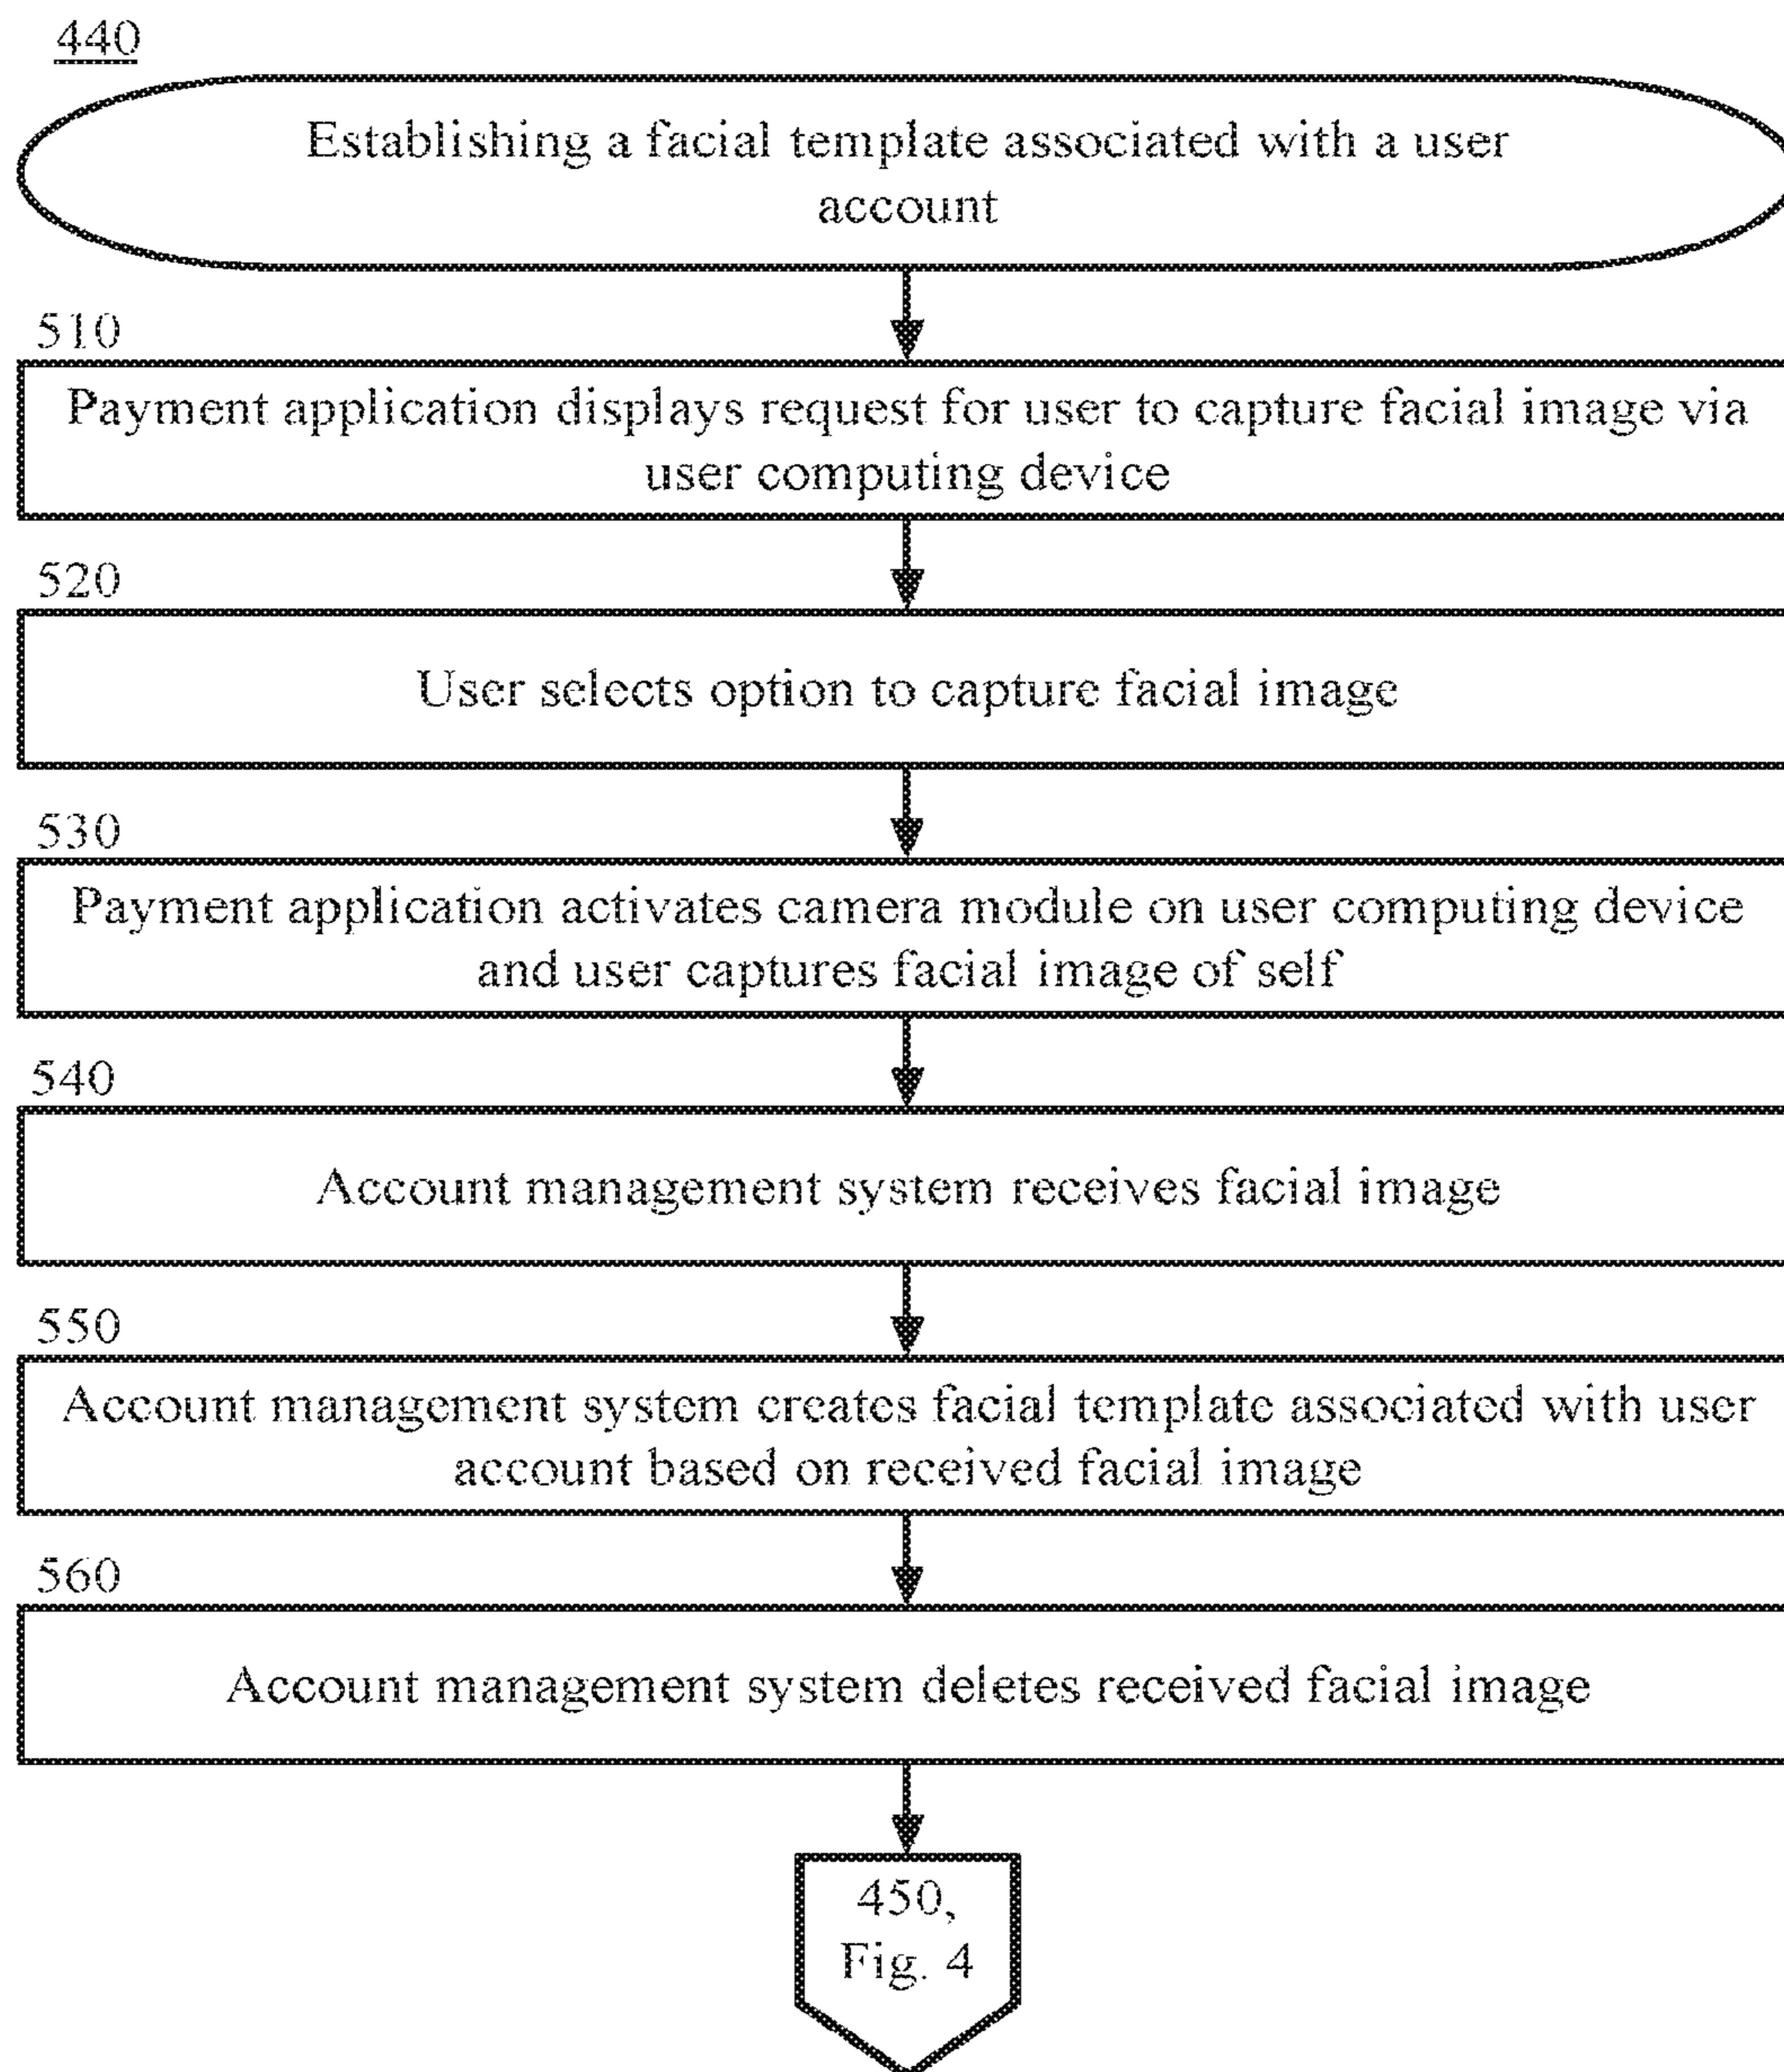 440
Establishing a facial template associated with a user
account
510
Payment application displays request for user to capture facial image via
user computing device
520
User selects option to capture facial image
530
Payment application activates camera module on user computing device
and user captures facial image of self
540
Account management system receives facial image
550
Account management system creates facial template associated with user
account based on received facial image
560
Account management system deletes received facial image
450,
Fig. 4